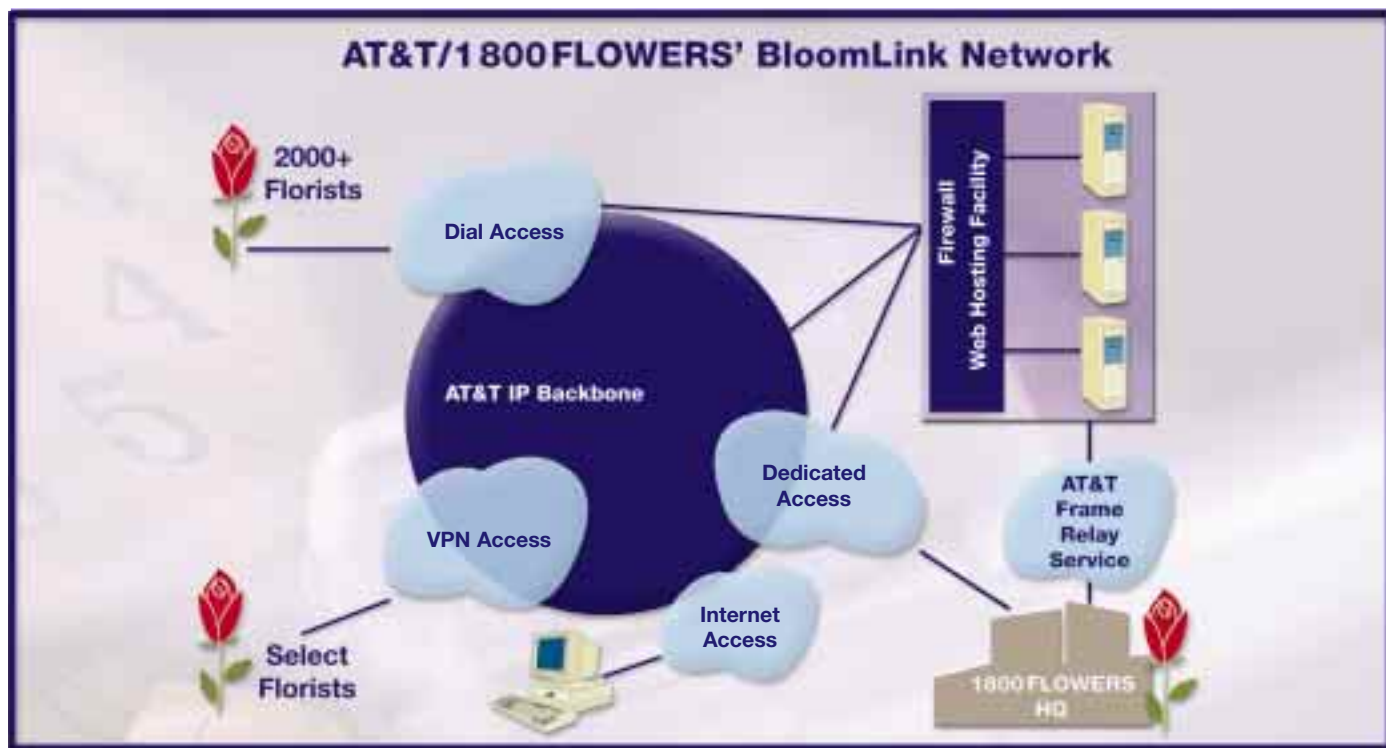 AT&T/1800FLOWERS' BloomLink Network
2000+
Florists
Dial Access
Firewall
Web Hosting Facility
AT&T IP Backbone
Dedicated
Access
AT&T
Frame
Relay
Service
VPN Access
Internet
Access
Select
Florists
1800FLOWERS
HQ